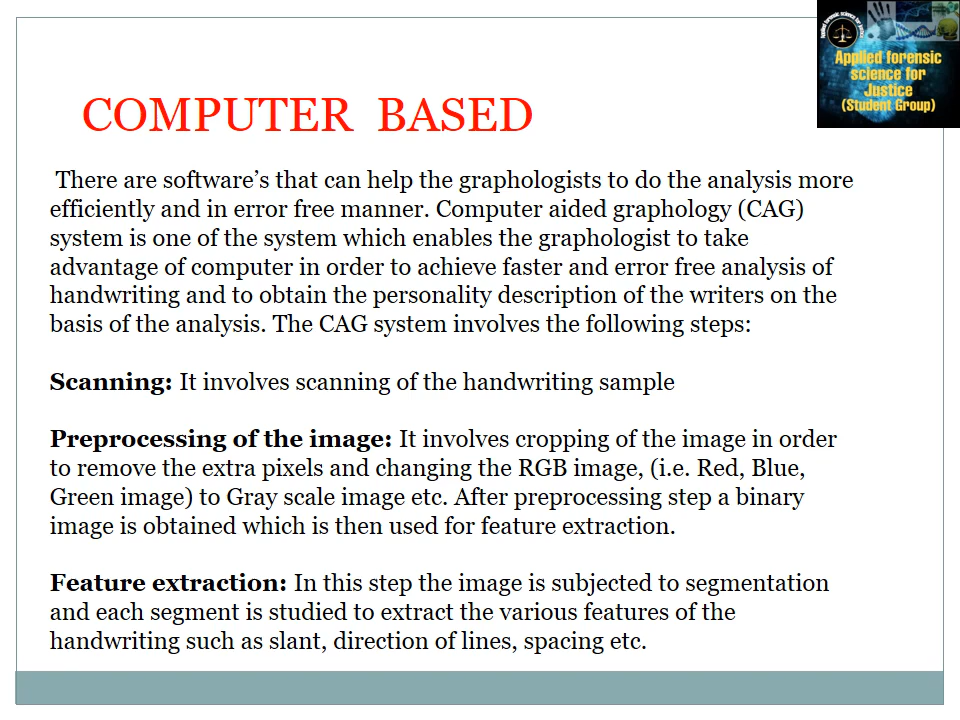 Applied forensic science for Justice
Applied forensic
science for
Justice
(Student Group)
COMPUTER BASED
There are software’s that can help the graphologists to do the analysis more
efficiently and in error free manner. Computer aided graphology (CAG)
system is one of the system which enables the graphologist to take
advantage of computer in order to achieve faster and error free analysis of
handwriting and to obtain the personality description of the writers on the
basis of the analysis. The CAG system involves the following steps:
Scanning: It involves scanning of the handwriting sample
Preprocessing of the image: It involves cropping of the image in order
to remove the extra pixels and changing the RGB image, (i.e. Red, Blue,
Green image) to Gray scale image etc. After preprocessing step a binary
image is obtained which is then used for feature extraction.
Feature extraction: In this step the image is subjected to segmentation
and each segment is studied to extract the various features of the
handwriting such as slant, direction of lines, spacing etc.